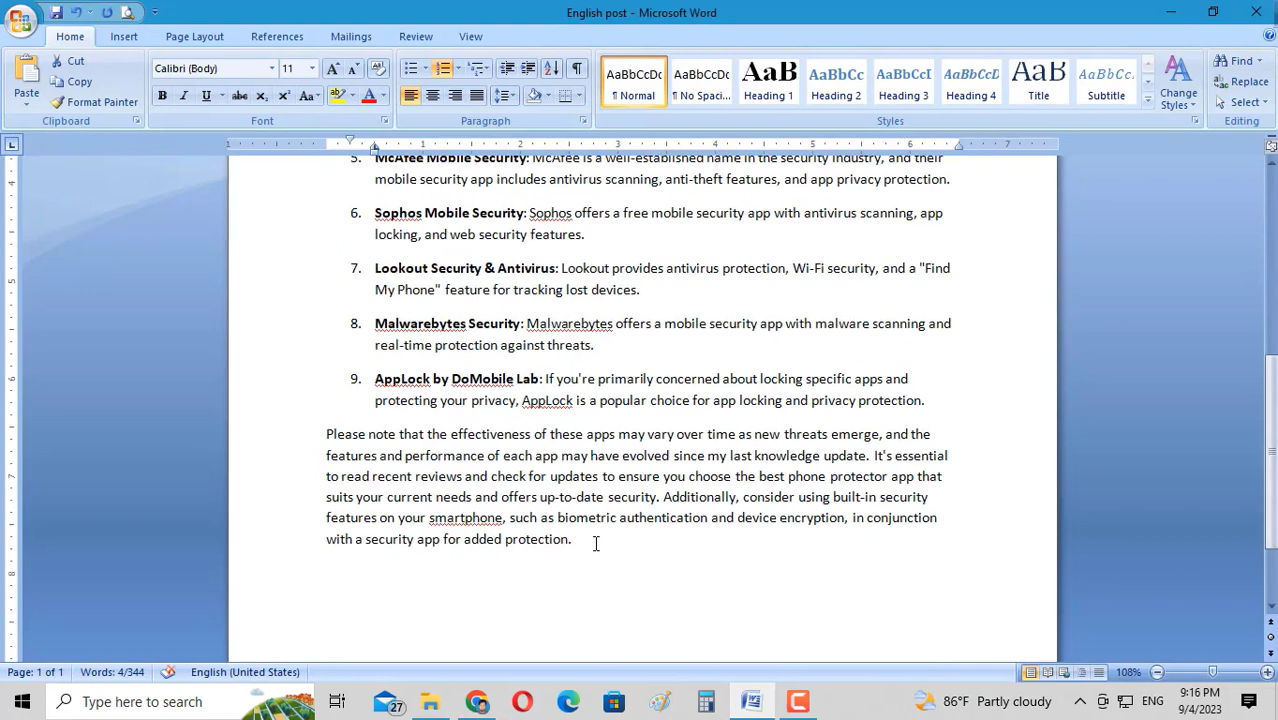 English post - Microsoft Word
Home Insert Page Layout References Mailings Review View
Cut
Calibri (Body) 11
AaBbCcDc AaBbCcDc AaB AaBbCc AaBbCcI AaBbCcD AaB AaBbCc.
Find
Copy
Replace
Paste
Format Painter
B I U abc x₂ x² Aa ab A
¶ Normal ¶ No Spaci... Heading 1 Heading 2 Heading 3 Heading 4 Title Subtitle
Change Styles
Select
Clipboard Font Paragraph Styles Editing
1 1 2 3 4 5 6 7
5. McAfee Mobile Security: McAfee is a well-established name in the security industry, and their
mobile security app includes antivirus scanning, anti-theft features, and app privacy protection.
6. Sophos Mobile Security: Sophos offers a free mobile security app with antivirus scanning, app
locking, and web security features.
7. Lookout Security & Antivirus: Lookout provides antivirus protection, Wi-Fi security, and a "Find
My Phone" feature for tracking lost devices.
8. Malwarebytes Security: Malwarebytes offers a mobile security app with malware scanning and
real-time protection against threats.
9. AppLock by DoMobile Lab: If you're primarily concerned about locking specific apps and
protecting your privacy, AppLock is a popular choice for app locking and privacy protection.
Please note that the effectiveness of these apps may vary over time as new threats emerge, and the
features and performance of each app may have evolved since my last knowledge update. It's essential
to read recent reviews and check for updates to ensure you choose the best phone protector app that
suits your current needs and offers up-to-date security. Additionally, consider using built-in security
features on your smartphone, such as biometric authentication and device encryption, in conjunction
with a security app for added protection.
Page: 1 of 1 Words: 4/344 English (United States) 108%
Type here to search 27 86°F Partly cloudy ENG 9:16 PM
9/4/2023